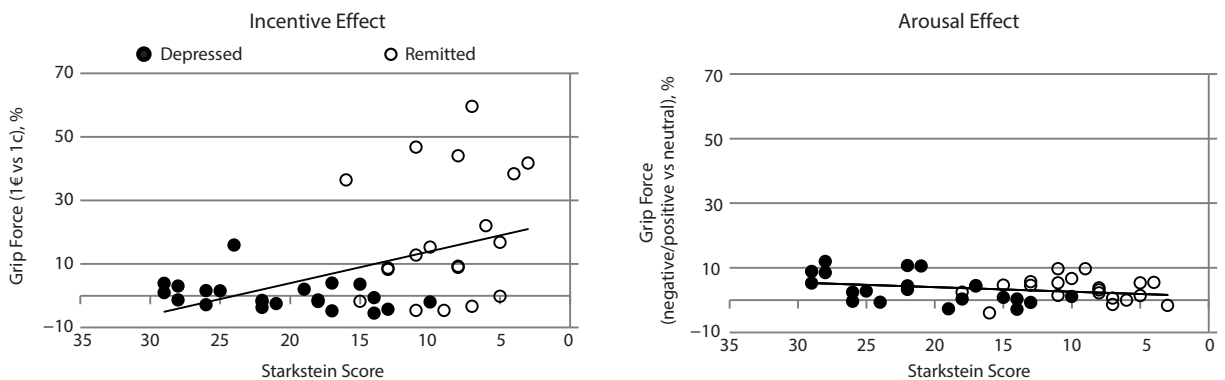 Incentive Effect
Depressed
Remitted
Grip Force (1€ vs 1c), %
70
50
30
10
−10
35
30
25
20
15
10
5
0
Starkstein Score
Arousal Effect
Grip Force
(negative/positive vs neutral), %
70
50
30
10
−10
35
30
25
20
15
10
5
0
Starkstein Score